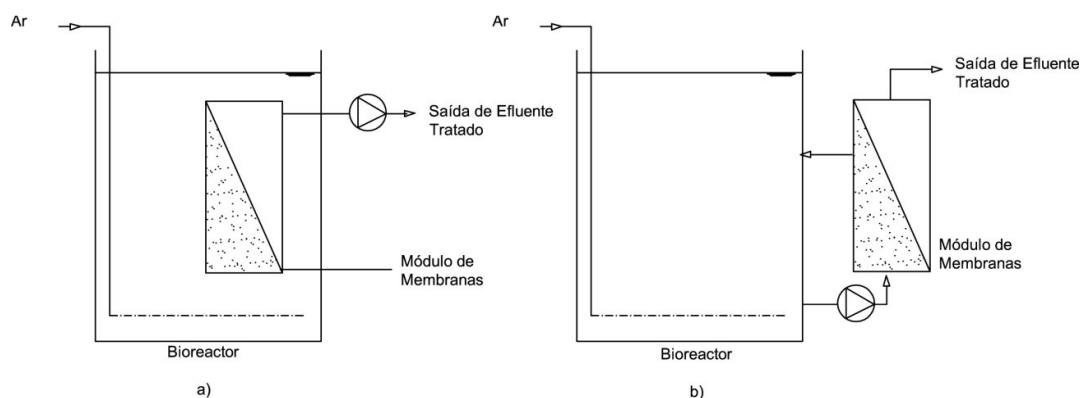 Ar
Saída de Efluente
Tratado
Módulo de
Membranas
Bioreactor
a)
Ar
Saída de Efluente
Tratado
Módulo de
Membranas
Bioreactor
b)